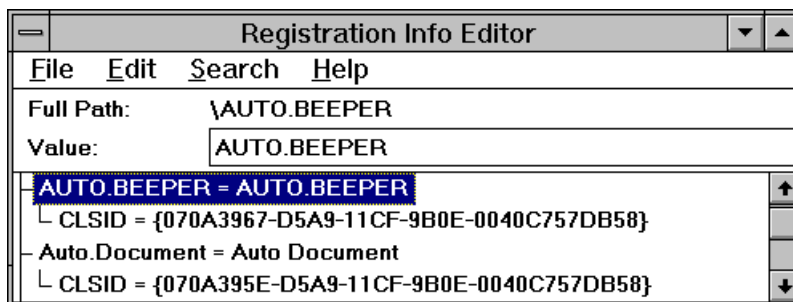 Registration Info Editor
File Edit Search Help
Full Path: \AUTO.BEEPER
Value: AUTO.BEEPER
AUTO.BEEPER = AUTO.BEEPER
CLSID = {070A3967-D5A9-11CF-9B0E-0040C757DB58}
Auto.Document = Auto Document
CLSID = {070A395E-D5A9-11CF-9B0E-0040C757DB58}